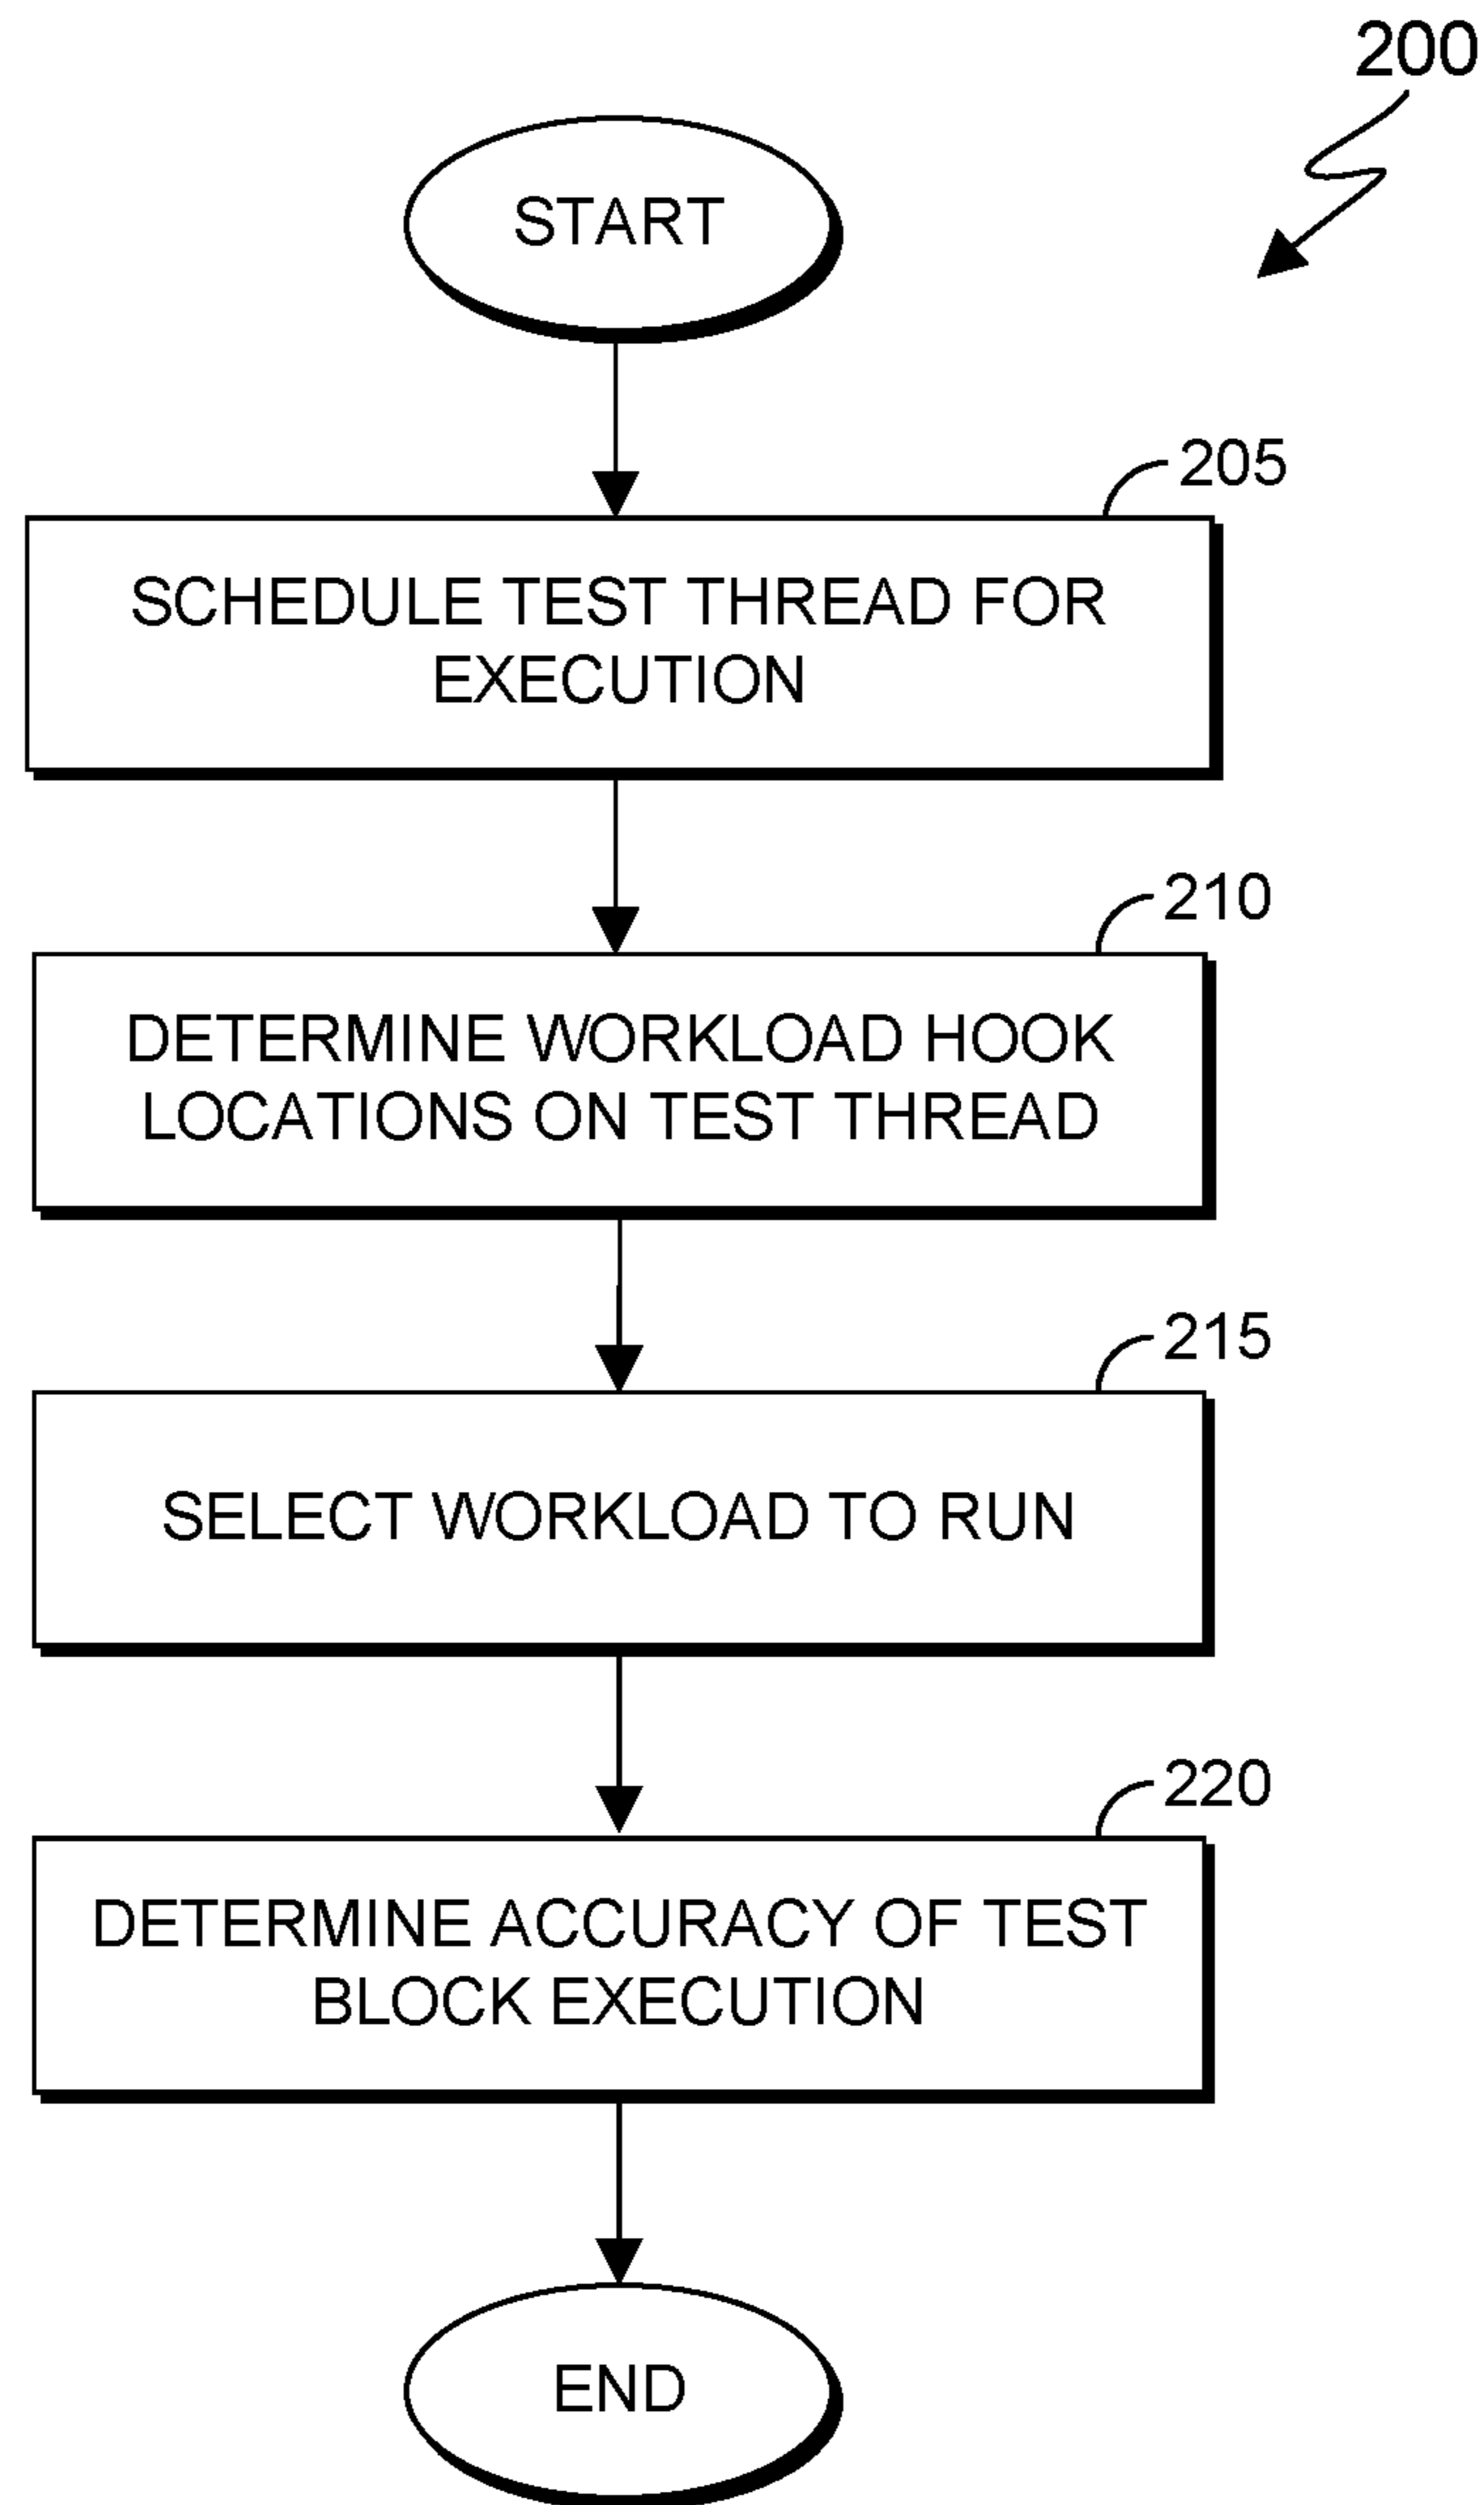 200
START
205
SCHEDULE TEST THREAD FOR
EXECUTION
210
DETERMINE WORKLOAD HOOK
LOCATIONS ON TEST THREAD
215
SELECT WORKLOAD TO RUN
220
DETERMINE ACCURACY OF TEST
BLOCK EXECUTION
END